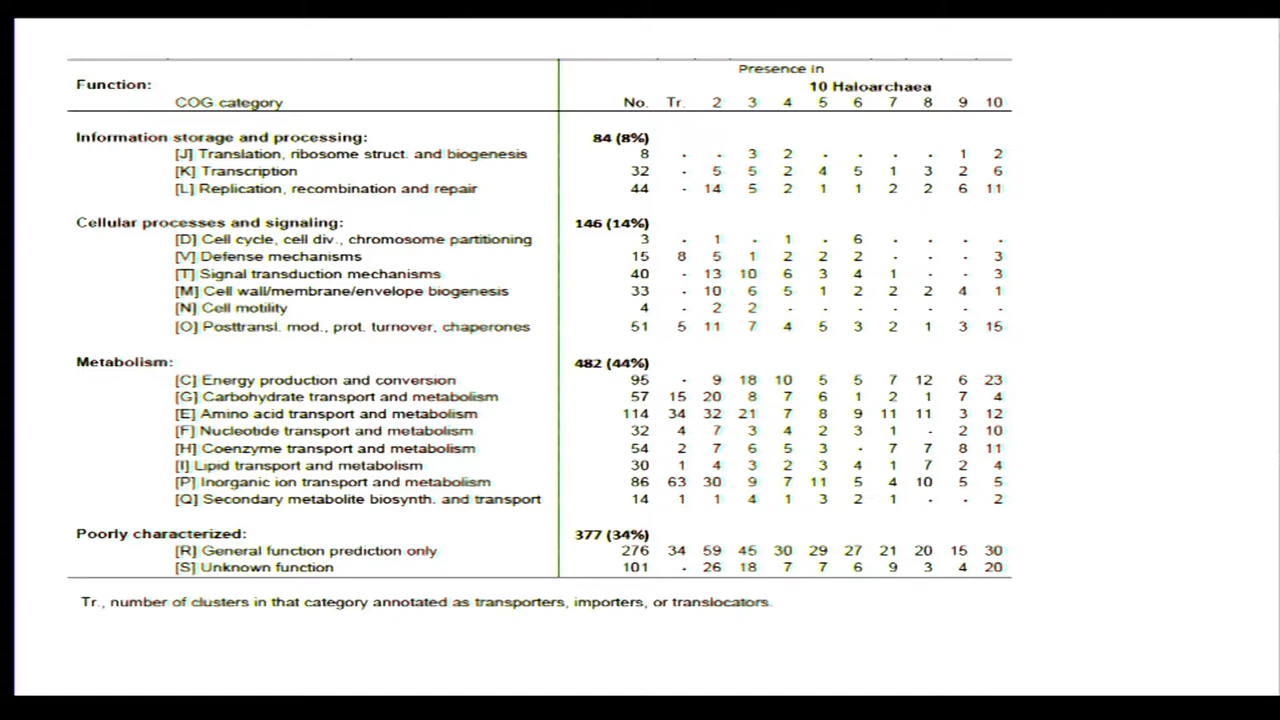 Presence in
Function: 10 Haloarchaea
COG category No. Tr. 2 3 4 5 6 7 8 9 10
Information storage and processing: 84 (8%)
[J] Translation, ribosome struct. and biogenesis 8 . . 3 2 . . . . 1 2
[K] Transcription 32 . 5 5 2 4 5 1 3 2 6
[L] Replication, recombination and repair 44 . 14 5 2 1 1 2 2 6 11
Cellular processes and signaling: 146 (14%)
[D] Cell cycle, cell div., chromosome partitioning 3 . 1 . 1 . 6 . . . .
[V] Defense mechanisms 15 8 5 1 2 2 2 . . . 3
[T] Signal transduction mechanisms 40 . 13 10 6 3 4 1 . . 3
[M] Cell wall/membrane/envelope biogenesis 33 . 10 6 5 1 2 2 2 4 1
[N] Cell motility 4 . 2 2 . . . . . . .
[O] Posttransl. mod., prot. turnover, chaperones 51 5 11 7 4 5 3 2 1 3 15
Metabolism: 482 (44%)
[C] Energy production and conversion 95 . 9 18 10 5 5 7 12 6 23
[G] Carbohydrate transport and metabolism 57 15 20 8 7 6 1 2 1 7 4
[E] Amino acid transport and metabolism 114 34 32 21 7 8 9 11 11 3 12
[F] Nucleotide transport and metabolism 32 4 7 3 4 2 3 1 . 2 10
[H] Coenzyme transport and metabolism 54 2 7 6 5 3 . 7 7 8 11
[I] Lipid transport and metabolism 30 1 4 3 2 3 4 1 7 2 4
[P] Inorganic ion transport and metabolism 86 63 30 9 7 11 5 4 10 5 5
[Q] Secondary metabolite biosynth. and transport 14 1 1 4 1 3 2 1 . . 2
Poorly characterized: 377 (34%)
[R] General function prediction only 276 34 59 45 30 29 27 21 20 15 30
[S] Unknown function 101 . 26 18 7 7 6 9 3 4 20
Tr., number of clusters in that category annotated as transporters, importers, or translocators.